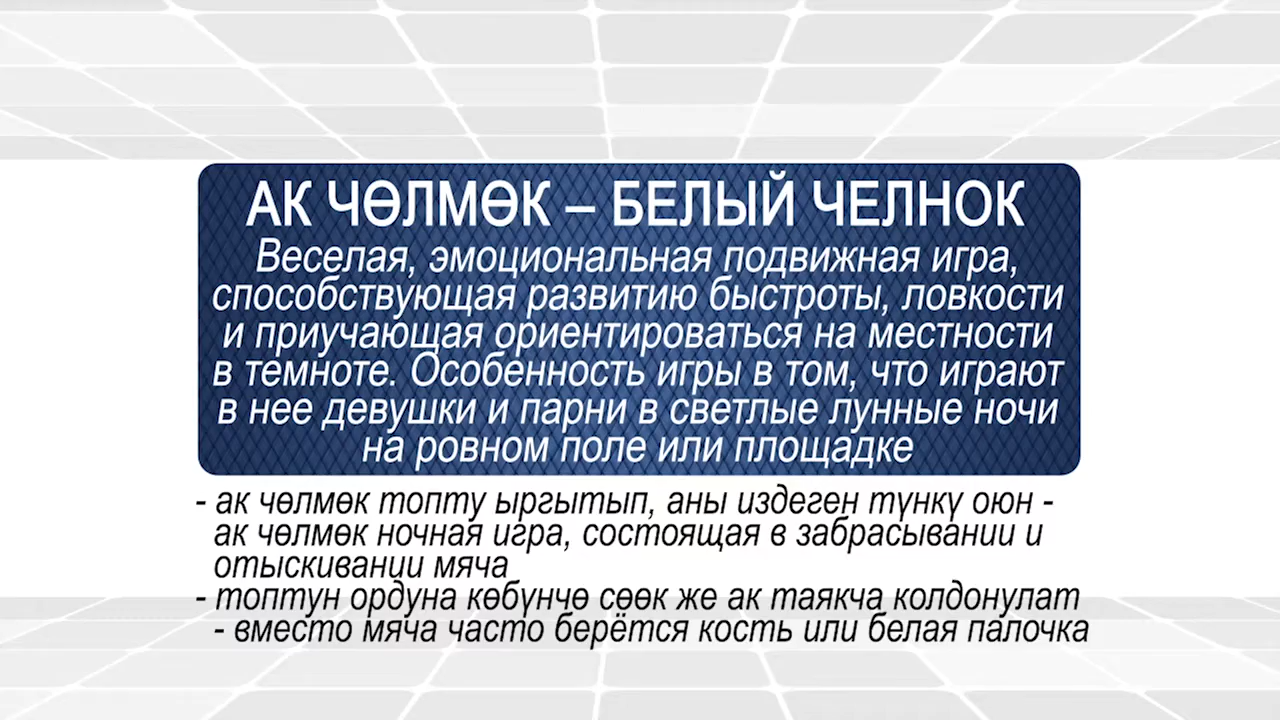 АК ЧӨЛМӨК – БЕЛЫЙ ЧЕЛНОК
Веселая, эмоциональная подвижная игра,
способствующая развитию быстроты, ловкости
и приучающая ориентироваться на местности
в темноте. Особенность игры в том, что играют
в нее девушки и парни в светлые лунные ночи
на ровном поле или площадке
- ак чөлмөк топту ыргытып, аны издеген түнкү оюн -
ак чөлмөк ночная игра, состоящая в забрасывании и
отыскивании мяча
- топтун ордуна көбүнчө сөөк же ак таякча колдонулат
- вместо мяча часто берётся кость или белая палочка